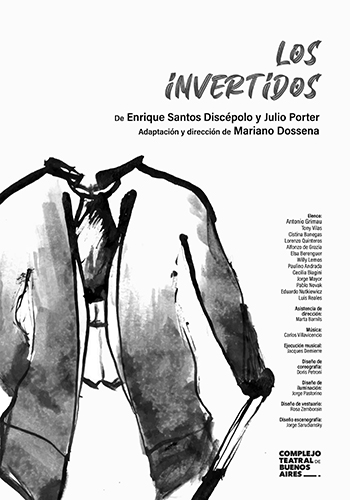 LOS
INVERTIDOS
De Enrique Santos Discépolo y Julio Porter
Adaptación y dirección de Mariano Dossena
Elenco:
Antonio Grimau
Tony Vilas
Cistina Banegas
Lorenzo Quinteros
Alfonso de Grazia
Elsa Berenguer
Willy Lemos
Paulino Andrada
Cecilia Biagini
Jorge Mayor
Pablo Novak
Eduardo Nutkiewicz
Luis Reales
Asistencia de
dirección:
Marta Barnils
Música:
Carlos Villavicencio
Ejecución musical:
Jacques Demierre
Diseño de
coreografía:
Doris Petroni
Diseño de
iluminación:
Jorge Pastorino
Diseño de vestuario:
Rosa Zemborain
Diseño escenografía:
Jorge Sarudiansky
COMPLEJO
TEATRAL DE
BUENOS
AIRES